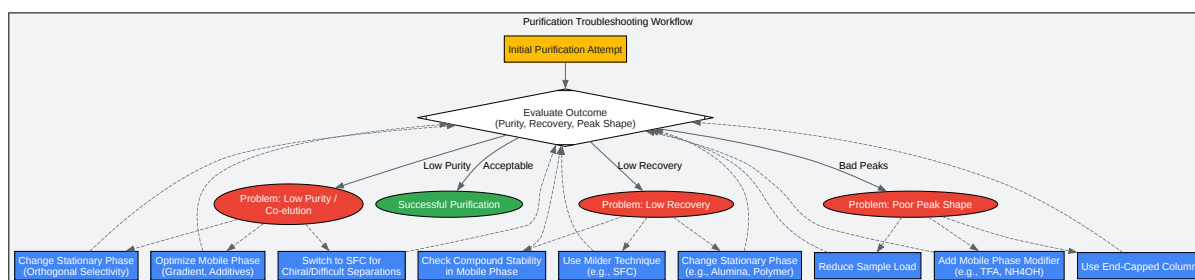 Purification Troubleshooting Workflow
Initial Purification Attempt
Evaluate Outcome
(Purity, Recovery, Peak Shape)
Low Purity
Acceptable
Low Recovery
Bad Peaks
Problem: Low Purity /
Co-elution
Successful Purification
Problem: Low Recovery
Problem: Poor Peak Shape
Change Stationary Phase
(Orthogonal Selectivity)
Optimize Mobile Phase
(Gradient, Additives)
Switch to SFC for
Chiral/Difficult Separations
Check Compound Stability
in Mobile Phase
Use Milder Technique
(e.g., SFC)
Change Stationary Phase
(e.g., Alumina, Polymer)
Reduce Sample Load
Add Mobile Phase Modifier
(e.g., TFA, NH4OH)
Use End-Capped Column